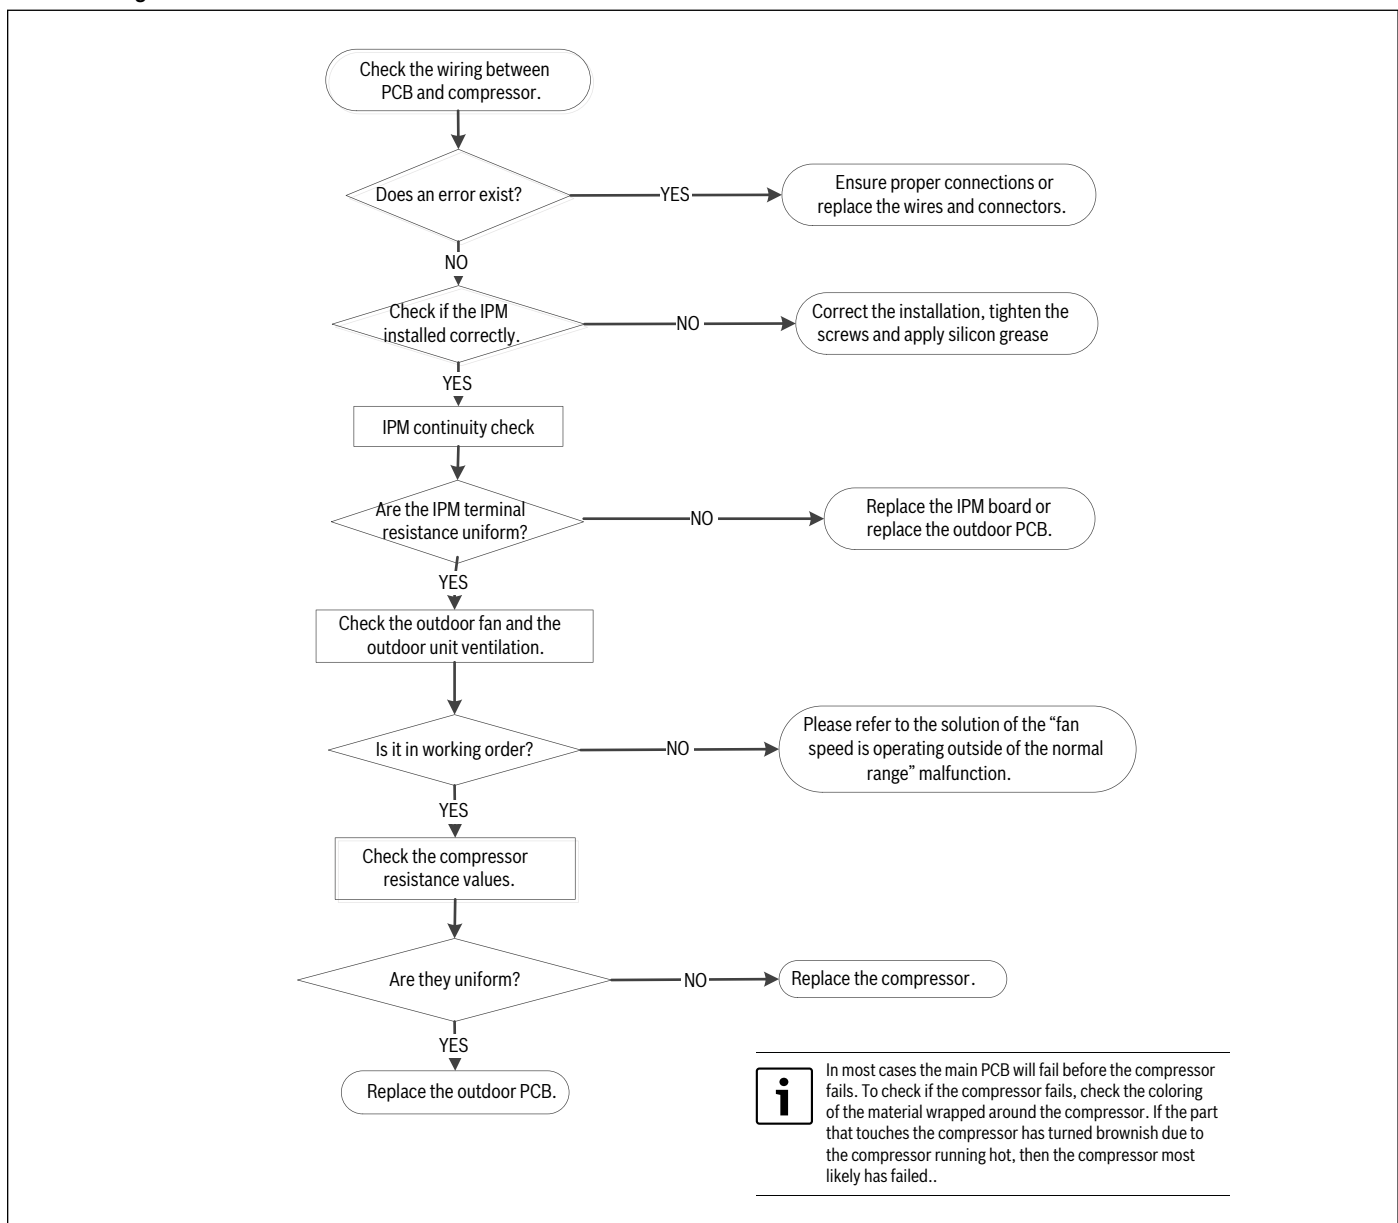 Check the wiring between
PCB and compressor.
Does an error exist?
YES
Ensure proper connections or
replace the wires and connectors.
NO
Check if the IPM
installed correctly.
NO
Correct the installation, tighten the
screws and apply silicon grease
YES
IPM continuity check
Are the IPM terminal
resistance uniform?
NO
Replace the IPM board or
replace the outdoor PCB.
YES
Check the outdoor fan and the
outdoor unit ventilation.
Is it in working order?
NO
Please refer to the solution of the “fan
speed is operating outside of the normal
range” malfunction.
YES
Check the compressor
resistance values.
Are they uniform?
NO
Replace the compressor.
YES
Replace the outdoor PCB.
i
In most cases the main PCB will fail before the compressor
fails. To check if the compressor fails, check the coloring
of the material wrapped around the compressor. If the part
that touches the compressor has turned brownish due to
the compressor running hot, then the compressor most
likely has failed..